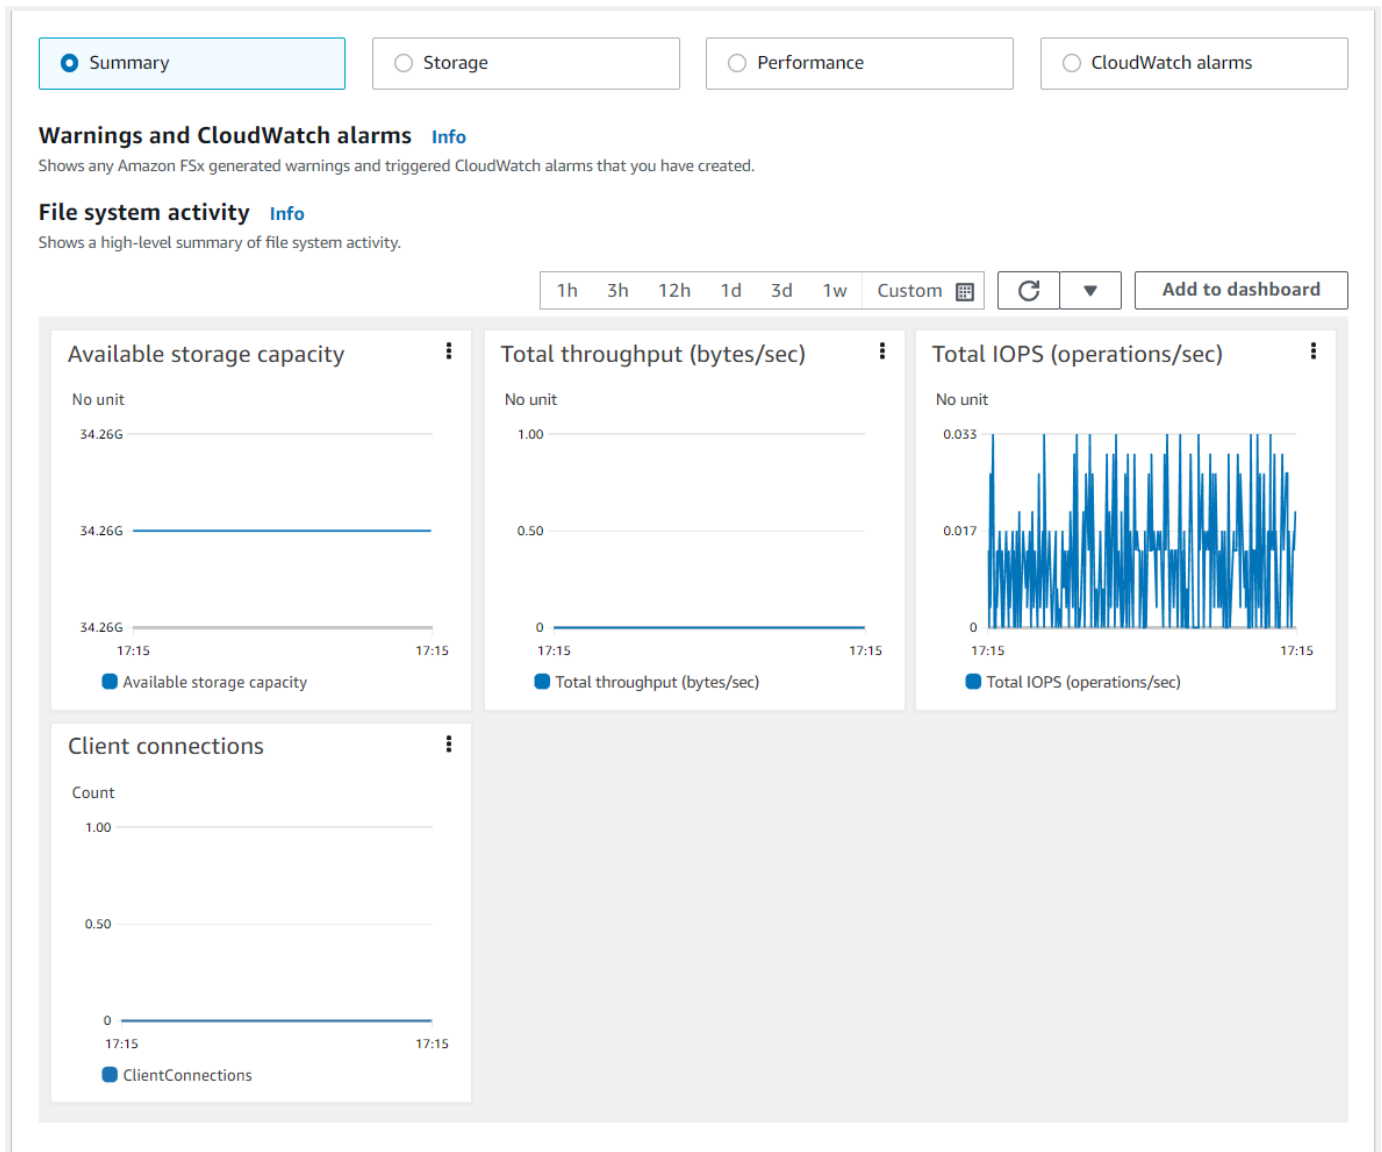 Summary
Storage
Performance
CloudWatch alarms
Warnings and CloudWatch alarms Info
Shows any Amazon FSx generated warnings and triggered CloudWatch alarms that you have created.
File system activity Info
Shows a high-level summary of file system activity.
1h 3h 12h 1d 3d 1w Custom
Add to dashboard
Available storage capacity
No unit
34.26G
34.26G
34.26G
17:15 17:15
Available storage capacity
Total throughput (bytes/sec)
No unit
1.00
0.50
0
17:15 17:15
Total throughput (bytes/sec)
Total IOPS (operations/sec)
No unit
0.033
0.017
0
17:15 17:15
Total IOPS (operations/sec)
Client connections
Count
1.00
0.50
0
17:15 17:15
ClientConnections